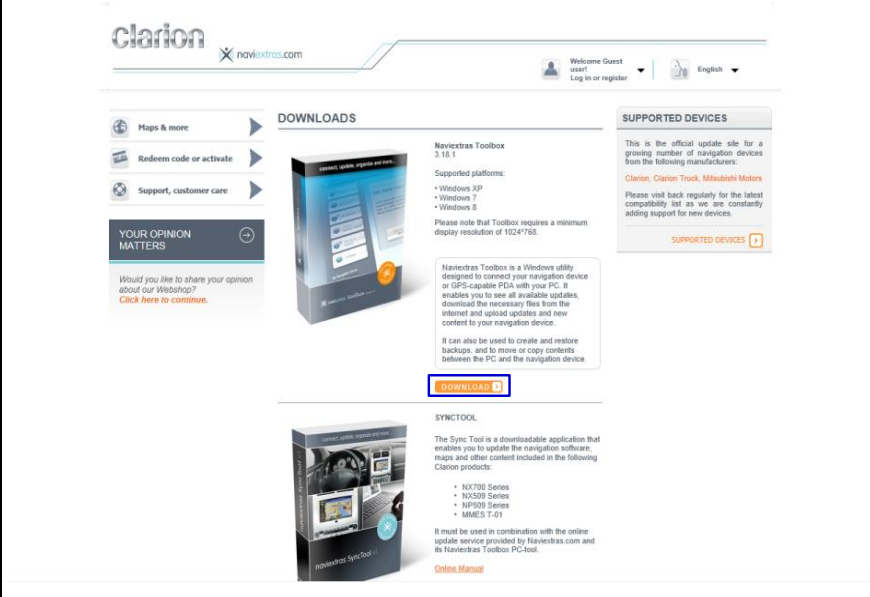 clarion
naviextras.com
Welcome Guest
user!
Log in or register
English
Maps & more
Redeem code or activate
Support, customer care
YOUR OPINION
MATTERS
Would you like to share your opinion
about our Webshop?
Click here to continue.
DOWNLOADS
connect, update, organize and more...
Naviextras Toolbox
3.18.1
Supported platforms:
• Windows XP
• Windows 7
• Windows 8
Please note that Toolbox requires a minimum
display resolution of 1024*768.
Naviextras Toolbox is a Windows utility
designed to connect your navigation device
or GPS-capable PDA with your PC. It
enables you to see all available updates,
download the necessary files from the
internet and upload updates and new
content to your navigation device.
It can also be used to create and restore
backups, and to move or copy contents
between the PC and the navigation device.
DOWNLOAD
SYNCTOOL
connect, update, organize and more...
naviextras SyncTool
The Sync Tool is a downloadable application that
enables you to update the navigation software,
maps and other content included in the following
Clarion products:
• NX700 Series
• NX509 Series
• NP509 Series
• MMES T-01
It must be used in combination with the online
update service provided by Naviextras.com and
its Naviextras Toolbox PC-tool.
Online Manual
SUPPORTED DEVICES
This is the official update site for a
growing number of navigation devices
from the following manufacturers:
Clarion, Clarion Truck, Mitsubishi Motors
Please visit back regularly for the latest
compatibility list as we are constantly
adding support for new devices.
SUPPORTED DEVICES